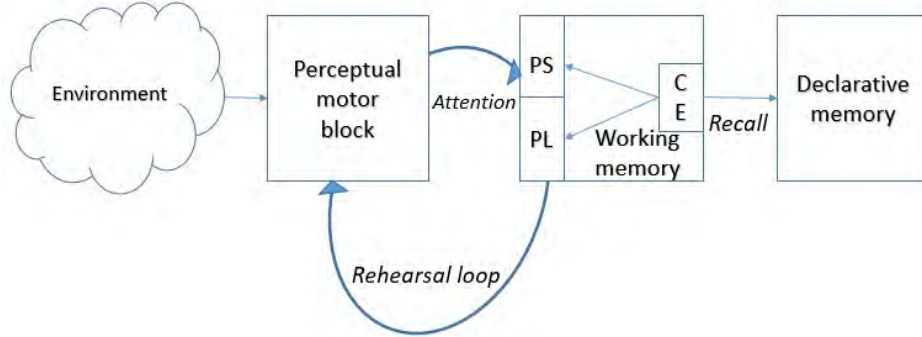 Environment
Perceptual
motor
block
Attention
PS
PL
C
E
Working
memory
Recall
Declarative
memory
Rehearsal loop